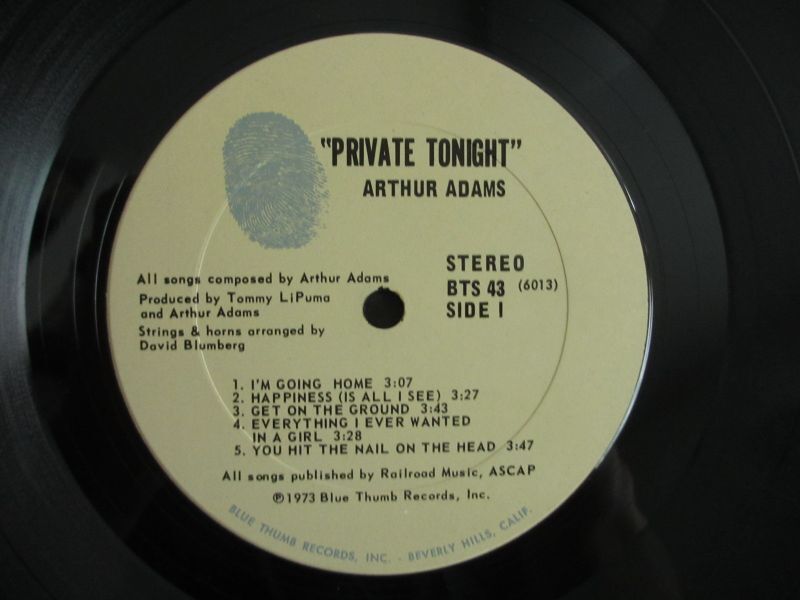 "PRIVATE TONIGHT"
ARTHUR ADAMS
All songs composed by Arthur Adams
Produced by Tommy LiPuma
and Arthur Adams
Strings & horns arranged by
David Blumberg
STEREO
BTS 43 (6013)
SIDE I
1. I'M GOING HOME 3:07
2. HAPPINESS (IS ALL I SEE) 3:27
3. GET ON THE GROUND 3:43
4. EVERYTHING I EVER WANTED
IN A GIRL 3:28
5. YOU HIT THE NAIL ON THE HEAD 3:47
All songs published by Railroad Music, ASCAP
℗1973 Blue Thumb Records, Inc.
BLUE THUMB RECORDS, INC. - BEVERLY HILLS, CALIF.